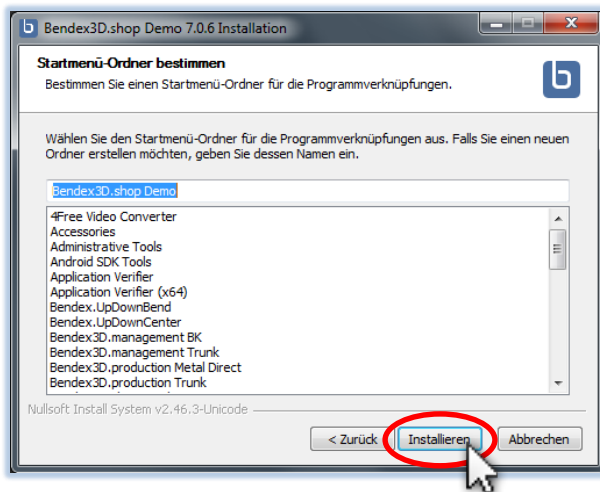 Bendex3D.shop Demo 7.0.6 Installation
Startmenü-Ordner bestimmen
Bestimmen Sie einen Startmenü-Ordner für die Programmverknüpfungen.
b
Wählen Sie den Startmenü-Ordner für die Programmverknüpfungen aus. Falls Sie einen neuen
Ordner erstellen möchten, geben Sie dessen Namen ein.
Bendex3D.shop Demo
4Free Video Converter
Accessories
Administrative Tools
Android SDK Tools
Application Verifier
Application Verifier (x64)
Bendex.UpDownBend
Bendex.UpDownCenter
Bendex3D.management BK
Bendex3D.management Trunk
Bendex3D.production Metal Direct
Bendex3D.production Trunk
Nullsoft Install System v2.46.3-Unicode
< Zurück Installieren Abbrechen